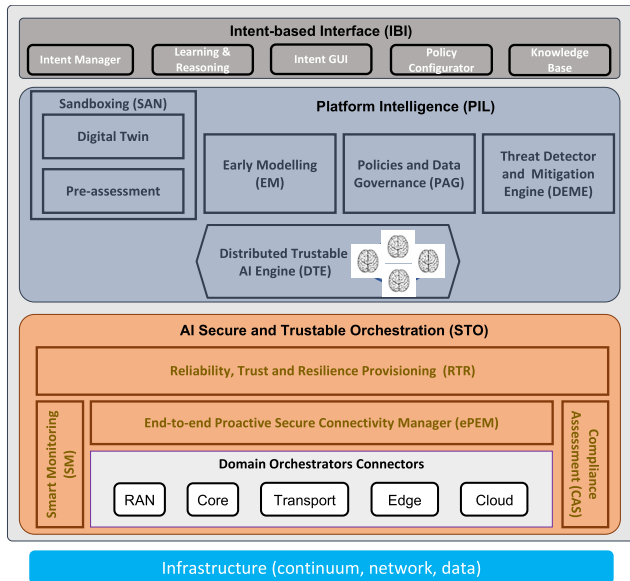 Intent-based Interface (IBI)
Intent Manager
Learning &
Reasoning
Intent GUI
Policy
Configurator
Knowledge
Base
Sandboxing (SAN)
Digital Twin
Pre-assessment
Platform Intelligence (PIL)
Early Modelling
(EM)
Policies and Data
Governance (PAG)
Threat Detector
and Mitigation
Engine (DEME)
Distributed Trustable
AI Engine (DTE)
AI Secure and Trustable Orchestration (STO)
Reliability, Trust and Resilience Provisioning (RTR)
Smart Monitoring
(SM)
End-to-end Proactive Secure Connectivity Manager (ePEM)
Domain Orchestrators Connectors
RAN
Core
Transport
Edge
Cloud
Compliance
Assessment (CAS)
Infrastructure (continuum, network, data)